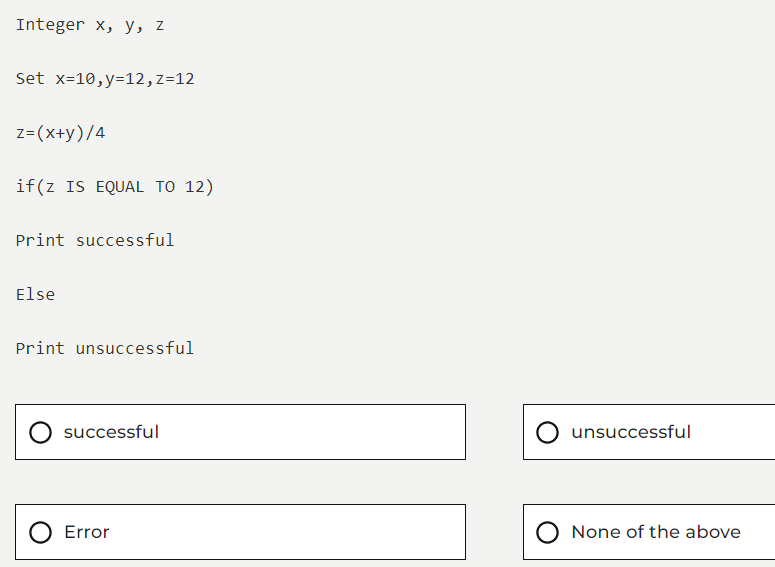 Integer x, y, z
Set x=10,y=12,z=12
z=(x+y)/4
if(z IS EQUAL TO 12)
Print successful
Else
Print unsuccessful
successful
unsuccessful
Error
None of the above